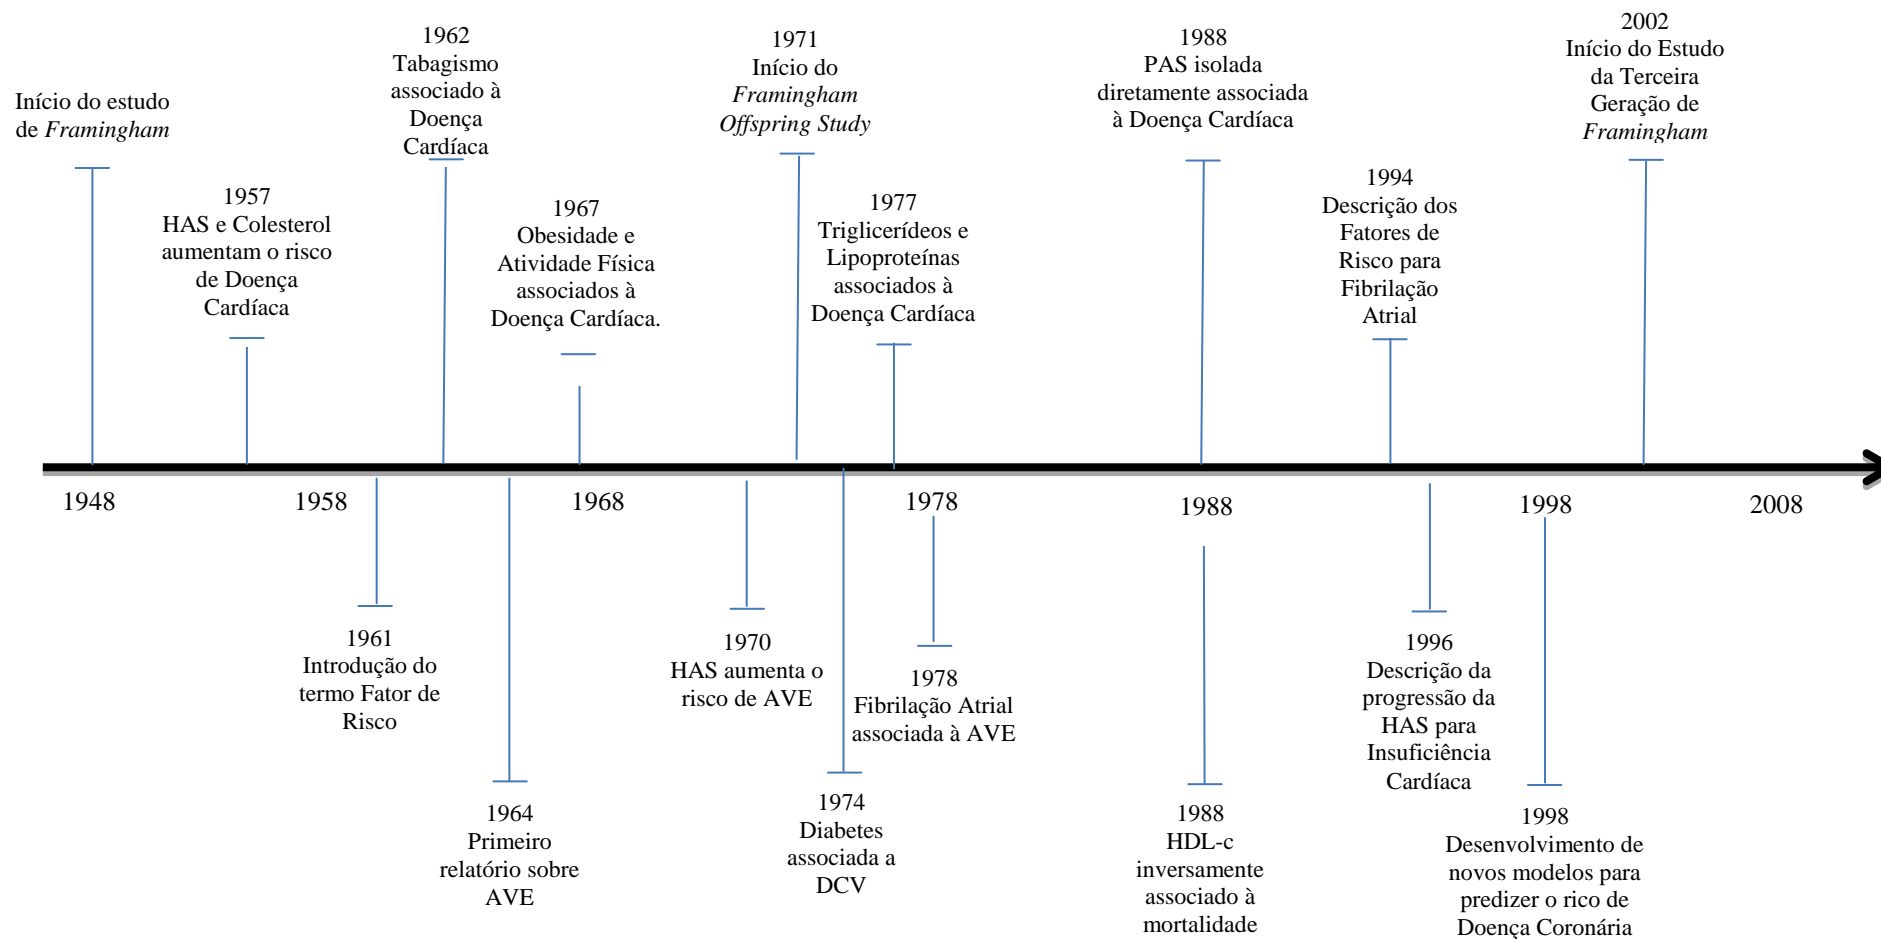 Início do estudo
de Framingham
1957
HAS e Colesterol
aumentam o risco
de Doença
Cardíaca
1962
Tabagismo
associado à
Doença
Cardíaca
1967
Obesidade e
Atividade Física
associados à
Doença Cardíaca.
1971
Início do
Framingham
Offspring Study
1977
Triglicerídeos e
Lipoproteínas
associados à
Doença Cardíaca
1988
PAS isolada
diretamente associada
à Doença Cardíaca
1994
Descrição dos
Fatores de
Risco para
Fibrilação
Atrial
2002
Início do Estudo
da Terceira
Geração de
Framingham
1948
1958
1968
1978
1988
1998
2008
1961
Introdução do
termo Fator de
Risco
1964
Primeiro
relatório sobre
AVE
1970
HAS aumenta o
risco de AVE
1974
Diabetes
associada a
DCV
1978
Fibrilação Atrial
associada à AVE
1988
HDL-c
inversamente
associado à
mortalidade
1996
Descrição da
progressão da
HAS para
Insuficiência
Cardíaca
1998
Desenvolvimento de
novos modelos para
predizer o rico de
Doença Coronária